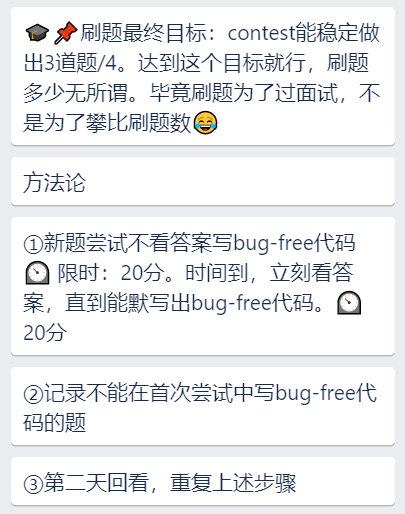 🎓📌刷题最终目标：contest能稳定做
出3道题/4。达到这个目标就行，刷题
多少无所谓。毕竟刷题为了过面试，不
是为了攀比刷题数😂
方法论
①新题尝试不看答案写bug-free代码
⏲️ 限时：20分。时间到，立刻看答
案，直到能默写出bug-free代码。⏲️
20分
②记录不能在首次尝试中写bug-free代
码的题
③第二天回看，重复上述步骤